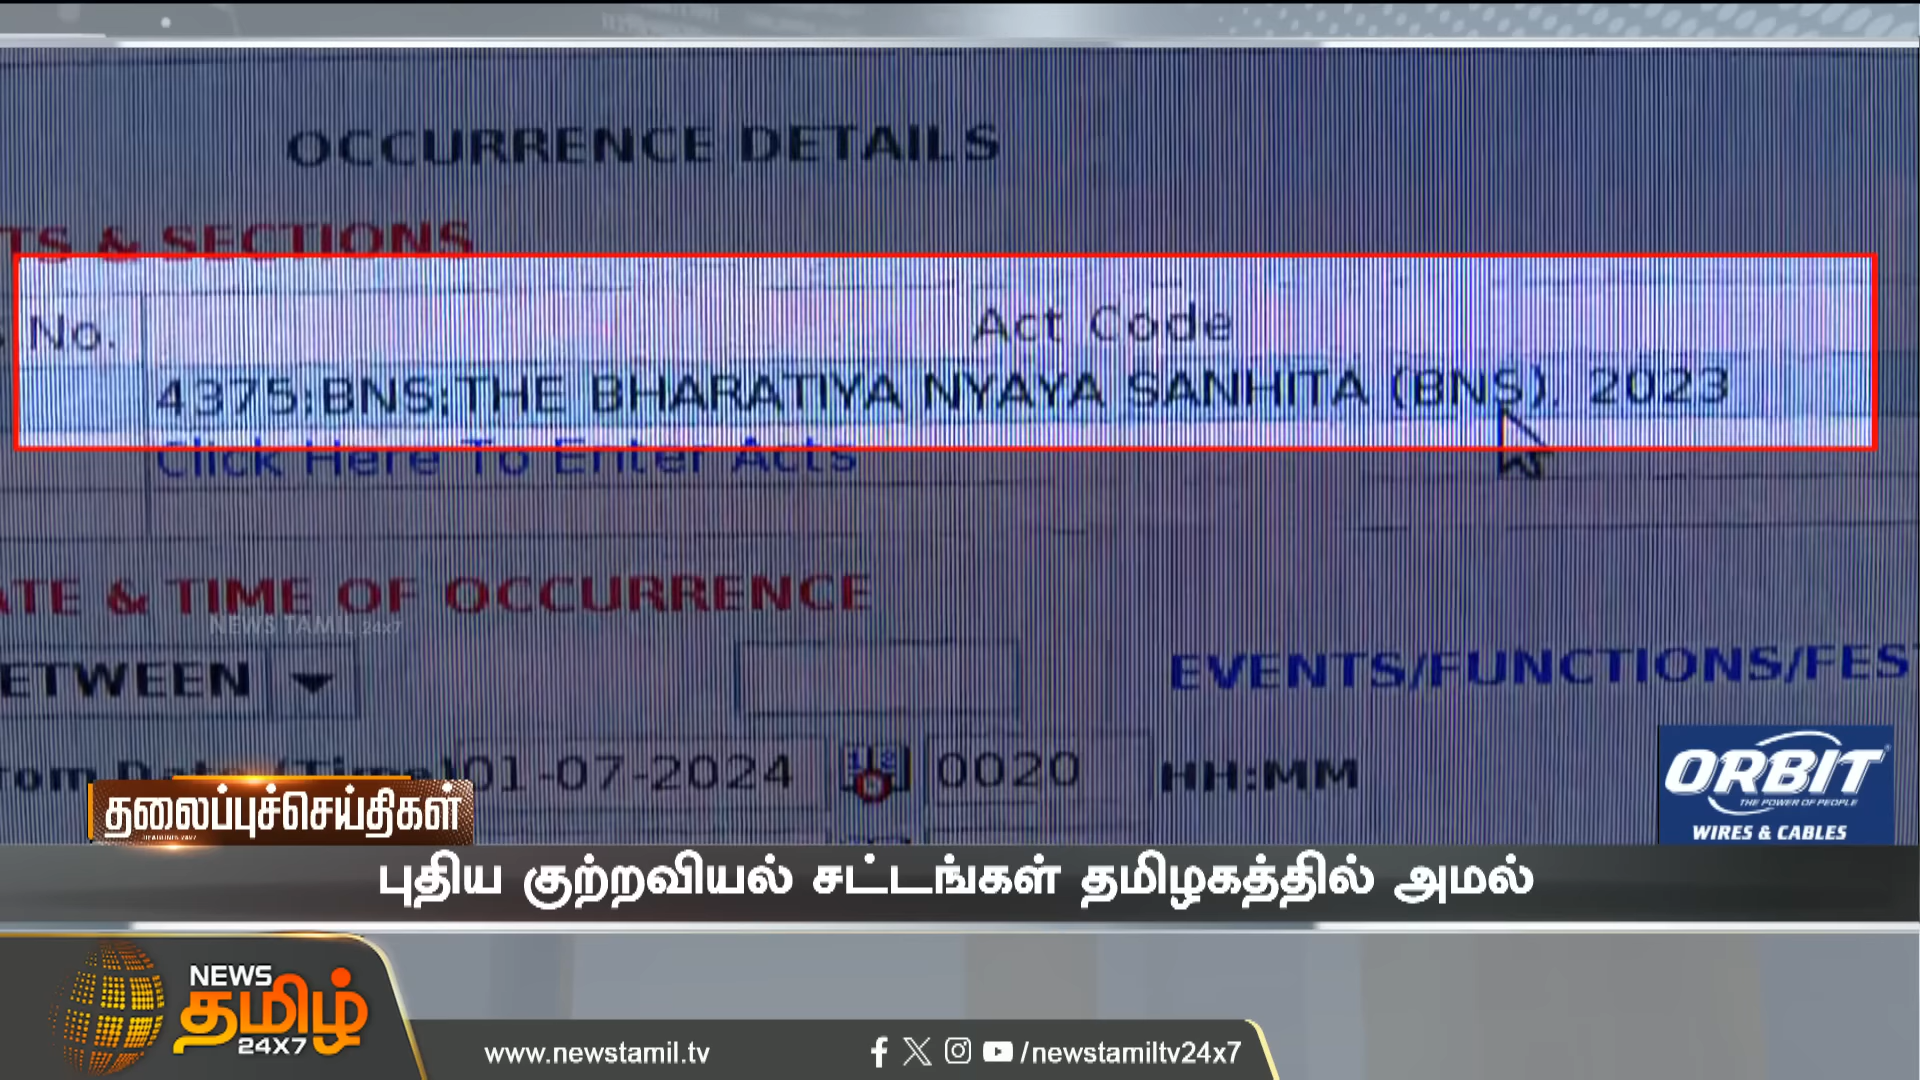 OCCURRENCE DETAILS
TS & SECTIONS
No.
Act Code
4375;BNS;THE BHARATIYA NYAYA SANHITA (BNS), 2023
Click Here To Enter Acts
ATE & TIME OF OCCURRENCE
NEWS TAMIL 24x7
ETWEEN
EVENTS/FUNCTIONS/FES
01-07-2024
0020
HH:MM
தலைப்புச்செய்திகள்
ORBIT
THE POWER OF PEOPLE
WIRES & CABLES
புதிய குற்றவியல் சட்டங்கள் தமிழகத்தில் அமல்
NEWS
தமிழ்
24X7
www.newstamil.tv
/newstamiltv24x7